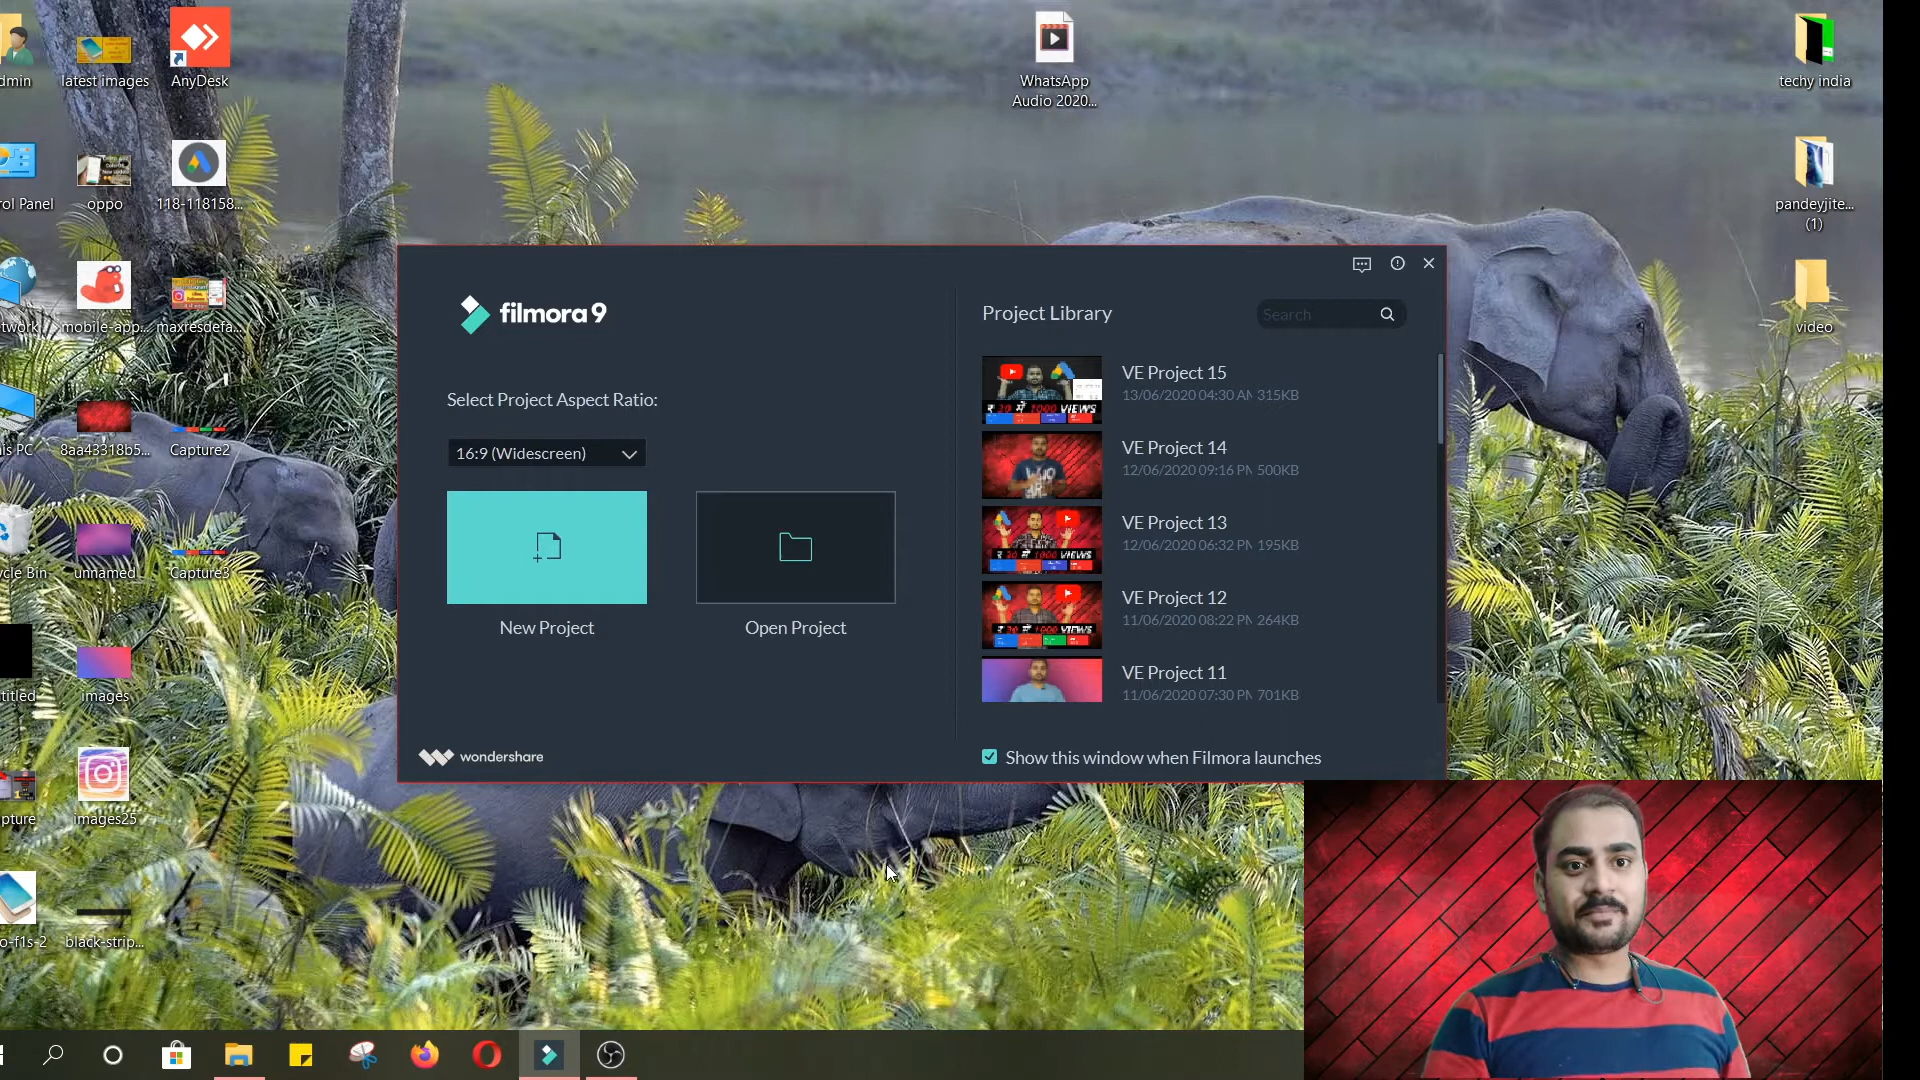 dmin
latest images
AnyDesk
WhatsApp
Audio 2020...
techy india
rol Panel
oppo
118-118158...
pandeyjite...
(1)
twork
mobile-app...
maxresdefa...
video
filmora 9
Project Library
Search
Select Project Aspect Ratio:
16:9 (Widescreen)
New Project
Open Project
VE Project 15
13/06/2020 04:30 AM 315KB
VE Project 14
12/06/2020 09:16 PM 500KB
VE Project 13
12/06/2020 06:32 PM 195KB
VE Project 12
11/06/2020 08:22 PM 264KB
VE Project 11
11/06/2020 07:30 PM 701KB
wondershare
Show this window when Filmora launches
is PC
8aa43318b5...
Capture2
ycle Bin
unnamed
Capture3
titled
images
pture
images25
o-f1s-2
black-strip...